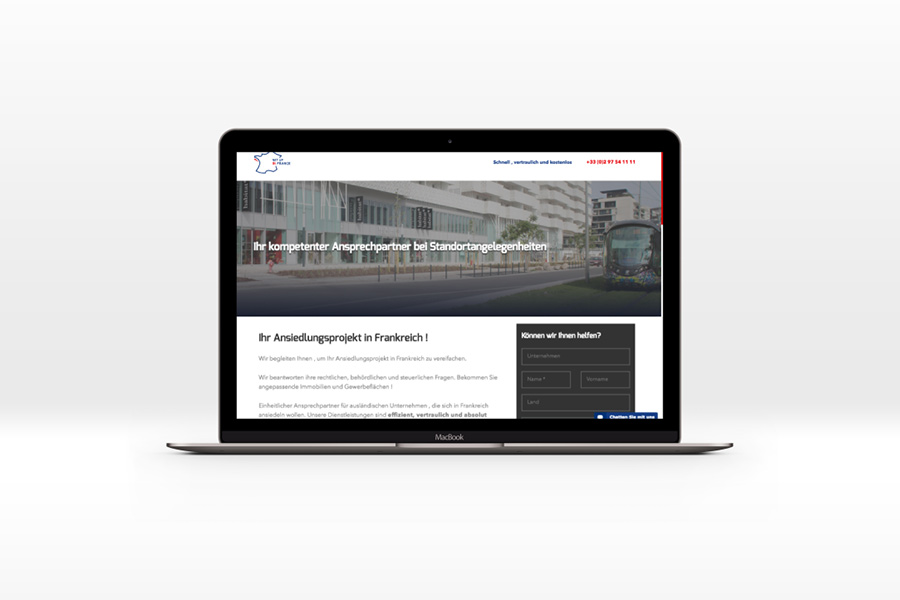 SET UP
IN FRANCE
Schnell , vertraulich und kostenlos
+33 (0)2 97 54 11 11
Ihr kompetenter Ansprechpartner bei Standortangelegenheiten
Ihr Ansiedlungsprojekt in Frankreich !
Wir begleiten Ihnen , um Ihr Ansiedlungsprojekt in Frankreich zu vereifachen.
Wir beantworten ihre rechtlichen, behördlichen und steuerlichen Fragen. Bekommen Sie
angepassende Immobilien und Gewerbeflächen !
Einheitlicher Ansprechpartner für ausländischen Unternehmen , die sich in Frankreich
ansiedeln wollen. Unsere Dienstleistungen sind effizient, vertraulich und absolut
Können wir Ihnen helfen?
Unternehmen
Name *
Vorname
Land
Chatten Sie mit uns
MacBook